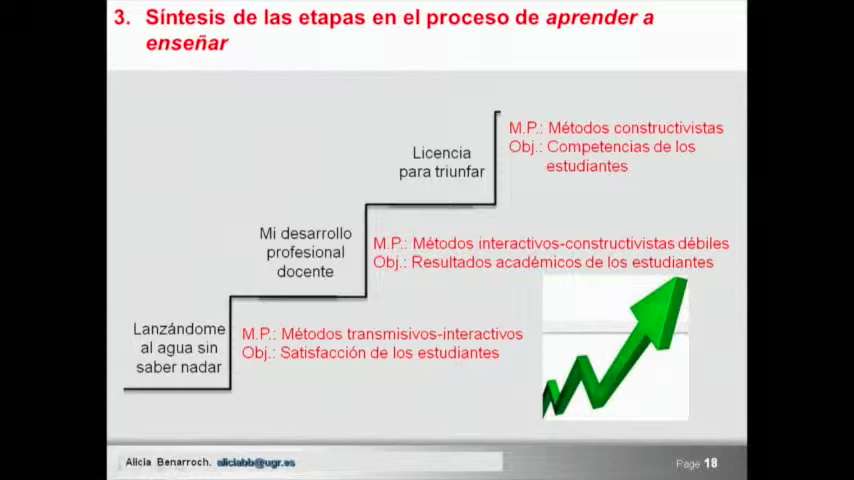 3. Síntesis de las etapas en el proceso de aprender a
enseñar
Licencia
para triunfar
M.P.: Métodos constructivistas
Obj.: Competencias de los
estudiantes
Mi desarrollo
profesional
docente
M.P.: Métodos interactivos-constructivistas débiles
Obj.: Resultados académicos de los estudiantes
Lanzándome
al agua sin
saber nadar
M.P.: Métodos transmisivos-interactivos
Obj.: Satisfacción de los estudiantes
Alicia Benarroch. aliciabb@ugr.es
Page 18